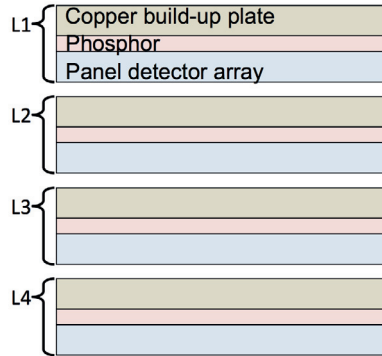 Copper build-up plate
L1
Phosphor
Panel detector array
L2
L3
L4